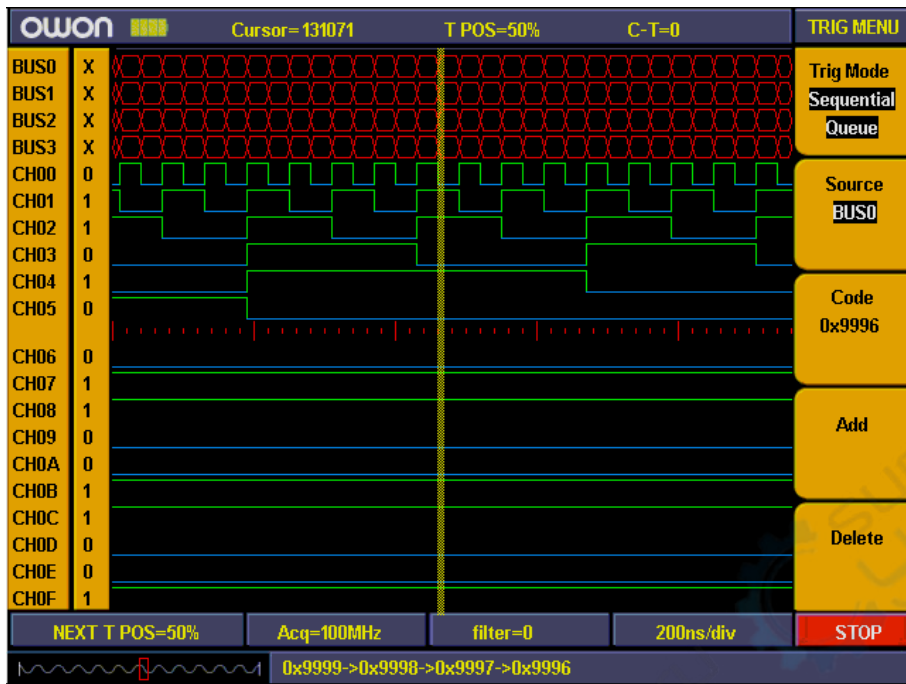 owon Cursor=131071 T POS=50% C-T=0 TRIG MENU
BUS0 X
BUS1 X
BUS2 X
BUS3 X
CH00 0
CH01 1
CH02 1
CH03 0
CH04 1
CH05 0
CH06 0
CH07 1
CH08 1
CH09 0
CH0A 0
CH0B 1
CH0C 1
CH0D 0
CH0E 0
CH0F 1
Trig Mode
Sequential
Queue
Source
BUS0
Code
0x9996
Add
Delete
NEXT T POS=50% Acq=100MHz filter=0 200ns/div STOP
0x9999->0x9998->0x9997->0x9996